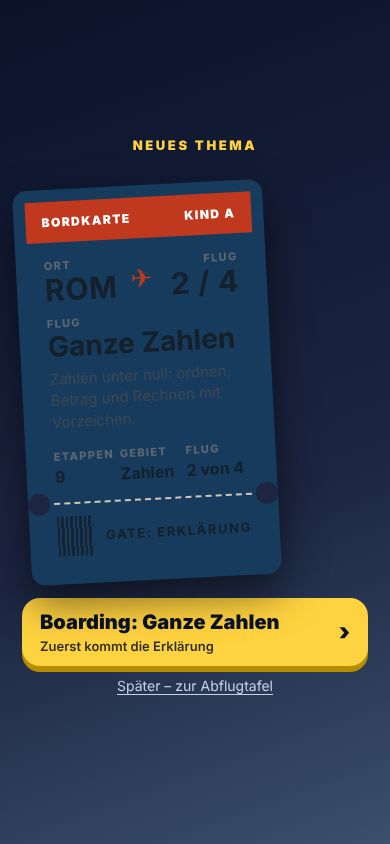 NEUES THEMA
BORDKARTE KIND A
ORT FLUG
ROM ✈ 2 / 4
FLUG
Ganze Zahlen
Zahlen unter null: ordnen,
Betrag und Rechnen mit
Vorzeichen.
ETAPPEN GEBIET FLUG
9 Zahlen 2 von 4
GATE: ERKLÄRUNG
Boarding: Ganze Zahlen ›
Zuerst kommt die Erklärung
Später – zur Abflugtafel